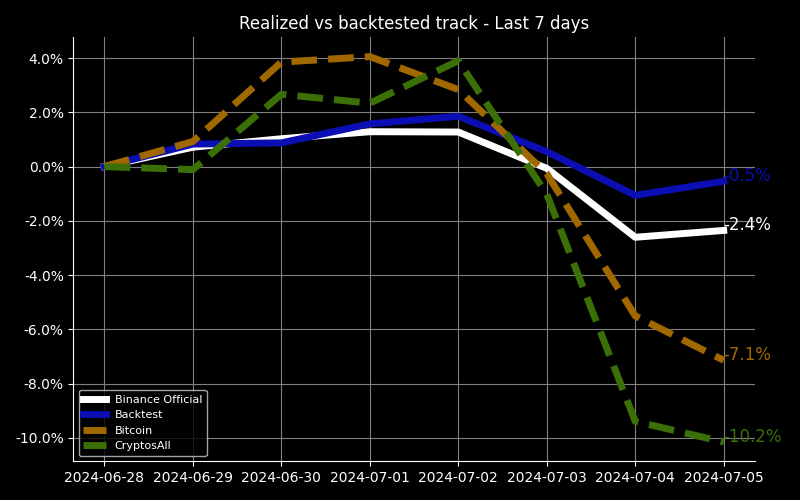 Realized vs backtested track - Last 7 days
4.0%
2.0%
0.0%
-2.0%
-4.0%
-6.0%
-8.0%
-10.0%
-0.5%
-2.4%
-7.1%
-10.2%
Binance Official
Backtest
Bitcoin
CryptosAll
2024-06-28 2024-06-29 2024-06-30 2024-07-01 2024-07-02 2024-07-03 2024-07-04 2024-07-05